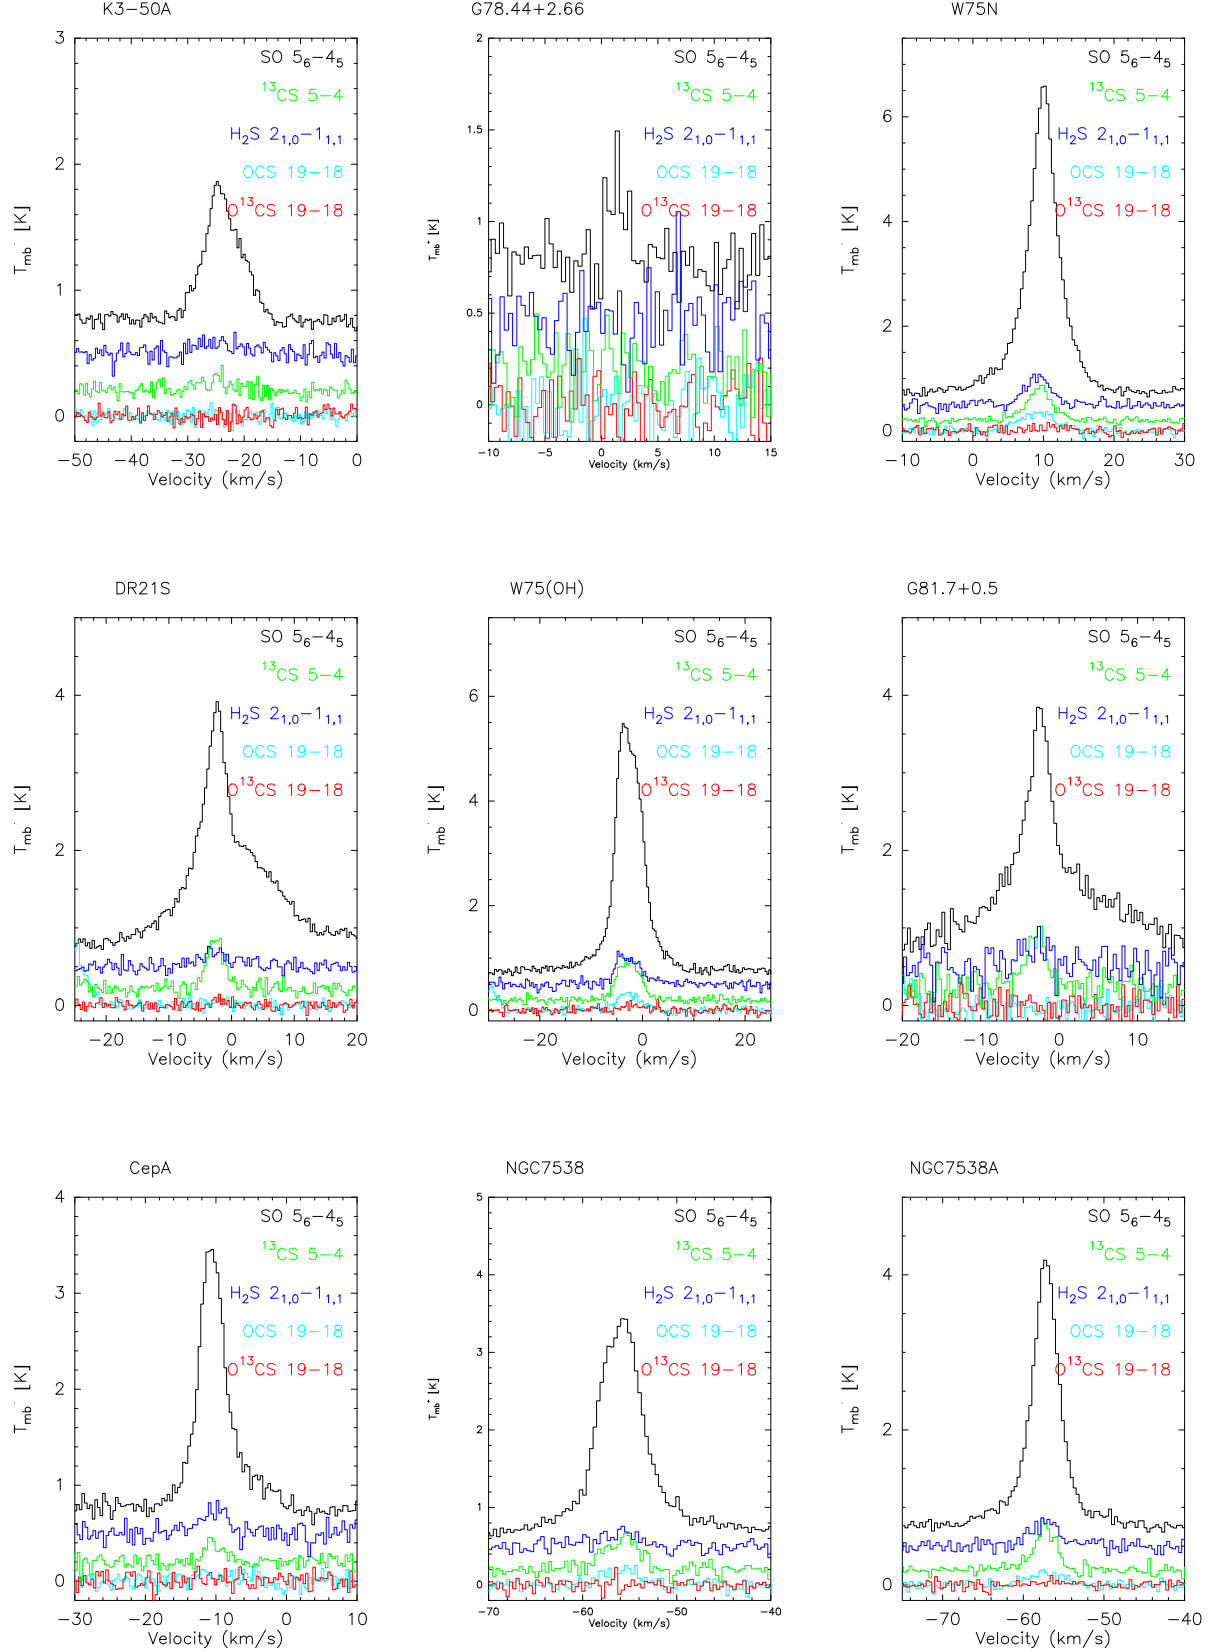 K3−50A
3
SO 5₆−4₅
¹³CS 5−4
H₂S 2₁,₀−1₁,₁
OCS 19−18
O¹³CS 19−18
2
1
0
T_mb [K]
−50 −40 −30 −20 −10 0
Velocity (km/s)
G78.44+2.66
2
SO 5₆−4₅
¹³CS 5−4
H₂S 2₁,₀−1₁,₁
OCS 19−18
O¹³CS 19−18
1.5
1
0.5
0
T_mb* [K]
−10 −5 0 5 10 15
Velocity (km/s)
W75N
SO 5₆−4₅
¹³CS 5−4
H₂S 2₁,₀−1₁,₁
OCS 19−18
O¹³CS 19−18
6
4
2
0
T_mb [K]
−10 0 10 20 30
Velocity (km/s)
DR21S
SO 5₆−4₅
¹³CS 5−4
H₂S 2₁,₀−1₁,₁
OCS 19−18
O¹³CS 19−18
4
2
0
T_mb [K]
−20 −10 0 10 20
Velocity (km/s)
W75(OH)
SO 5₆−4₅
¹³CS 5−4
H₂S 2₁,₀−1₁,₁
OCS 19−18
O¹³CS 19−18
6
4
2
0
T_mb [K]
−20 0 20
Velocity (km/s)
G81.7+0.5
SO 5₆−4₅
¹³CS 5−4
H₂S 2₁,₀−1₁,₁
OCS 19−18
O¹³CS 19−18
4
2
0
T_mb [K]
−20 −10 0 10
Velocity (km/s)
CepA
4
SO 5₆−4₅
¹³CS 5−4
H₂S 2₁,₀−1₁,₁
OCS 19−18
O¹³CS 19−18
3
2
1
0
T_mb [K]
−30 −20 −10 0 10
Velocity (km/s)
NGC7538
5
SO 5₆−4₅
¹³CS 5−4
H₂S 2₁,₀−1₁,₁
OCS 19−18
O¹³CS 19−18
4
3
2
1
0
T_mb* [K]
−70 −60 −50 −40
Velocity (km/s)
NGC7538A
SO 5₆−4₅
¹³CS 5−4
H₂S 2₁,₀−1₁,₁
OCS 19−18
O¹³CS 19−18
4
2
0
T_mb [K]
−70 −60 −50 −40
Velocity (km/s)